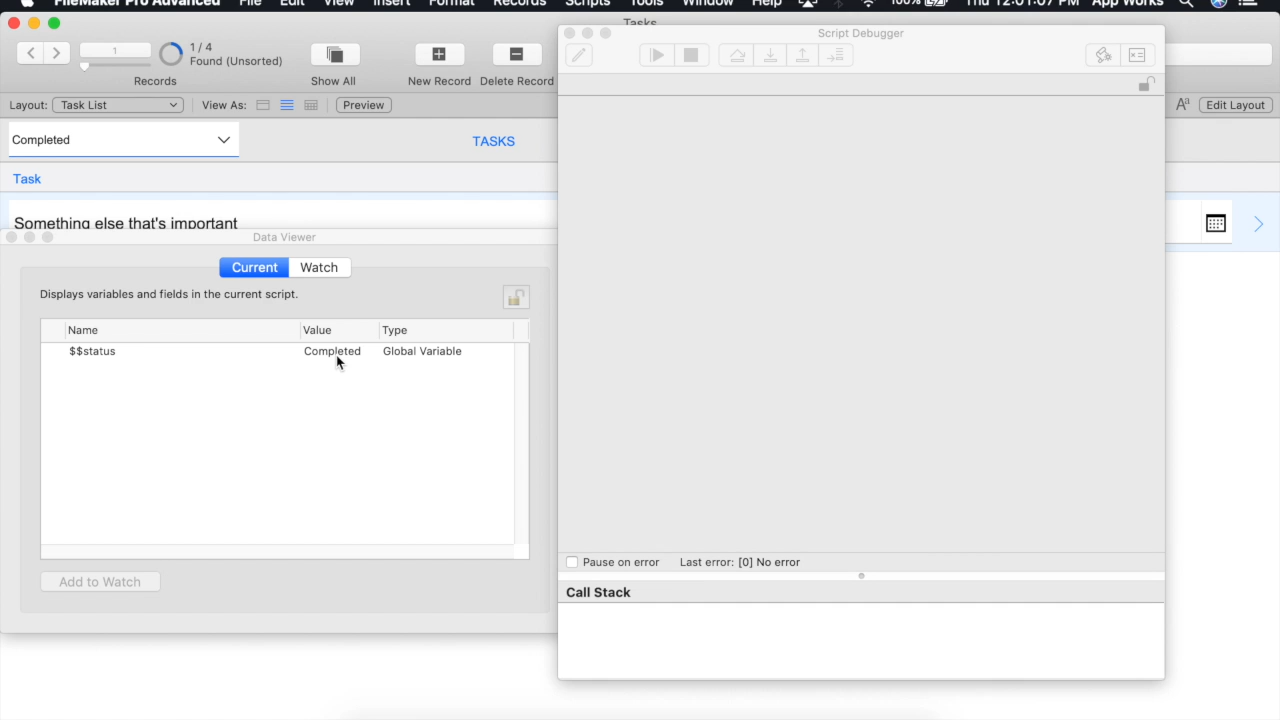 FileMaker Pro Advanced File Edit View Insert Format Records Scripts Tools Window Help 100% Thu 12:01:07 PM App Works
Tasks
1
1 / 4
Found (Unsorted)
Records
Show All
New Record
Delete Record
Layout: Task List
View As:
Preview
Aa
Edit Layout
Completed
TASKS
Task
Something else that's important
Data Viewer
Current
Watch
Displays variables and fields in the current script.
Name Value Type
$$status Completed Global Variable
Add to Watch
Script Debugger
Pause on error
Last error: [0] No error
Call Stack